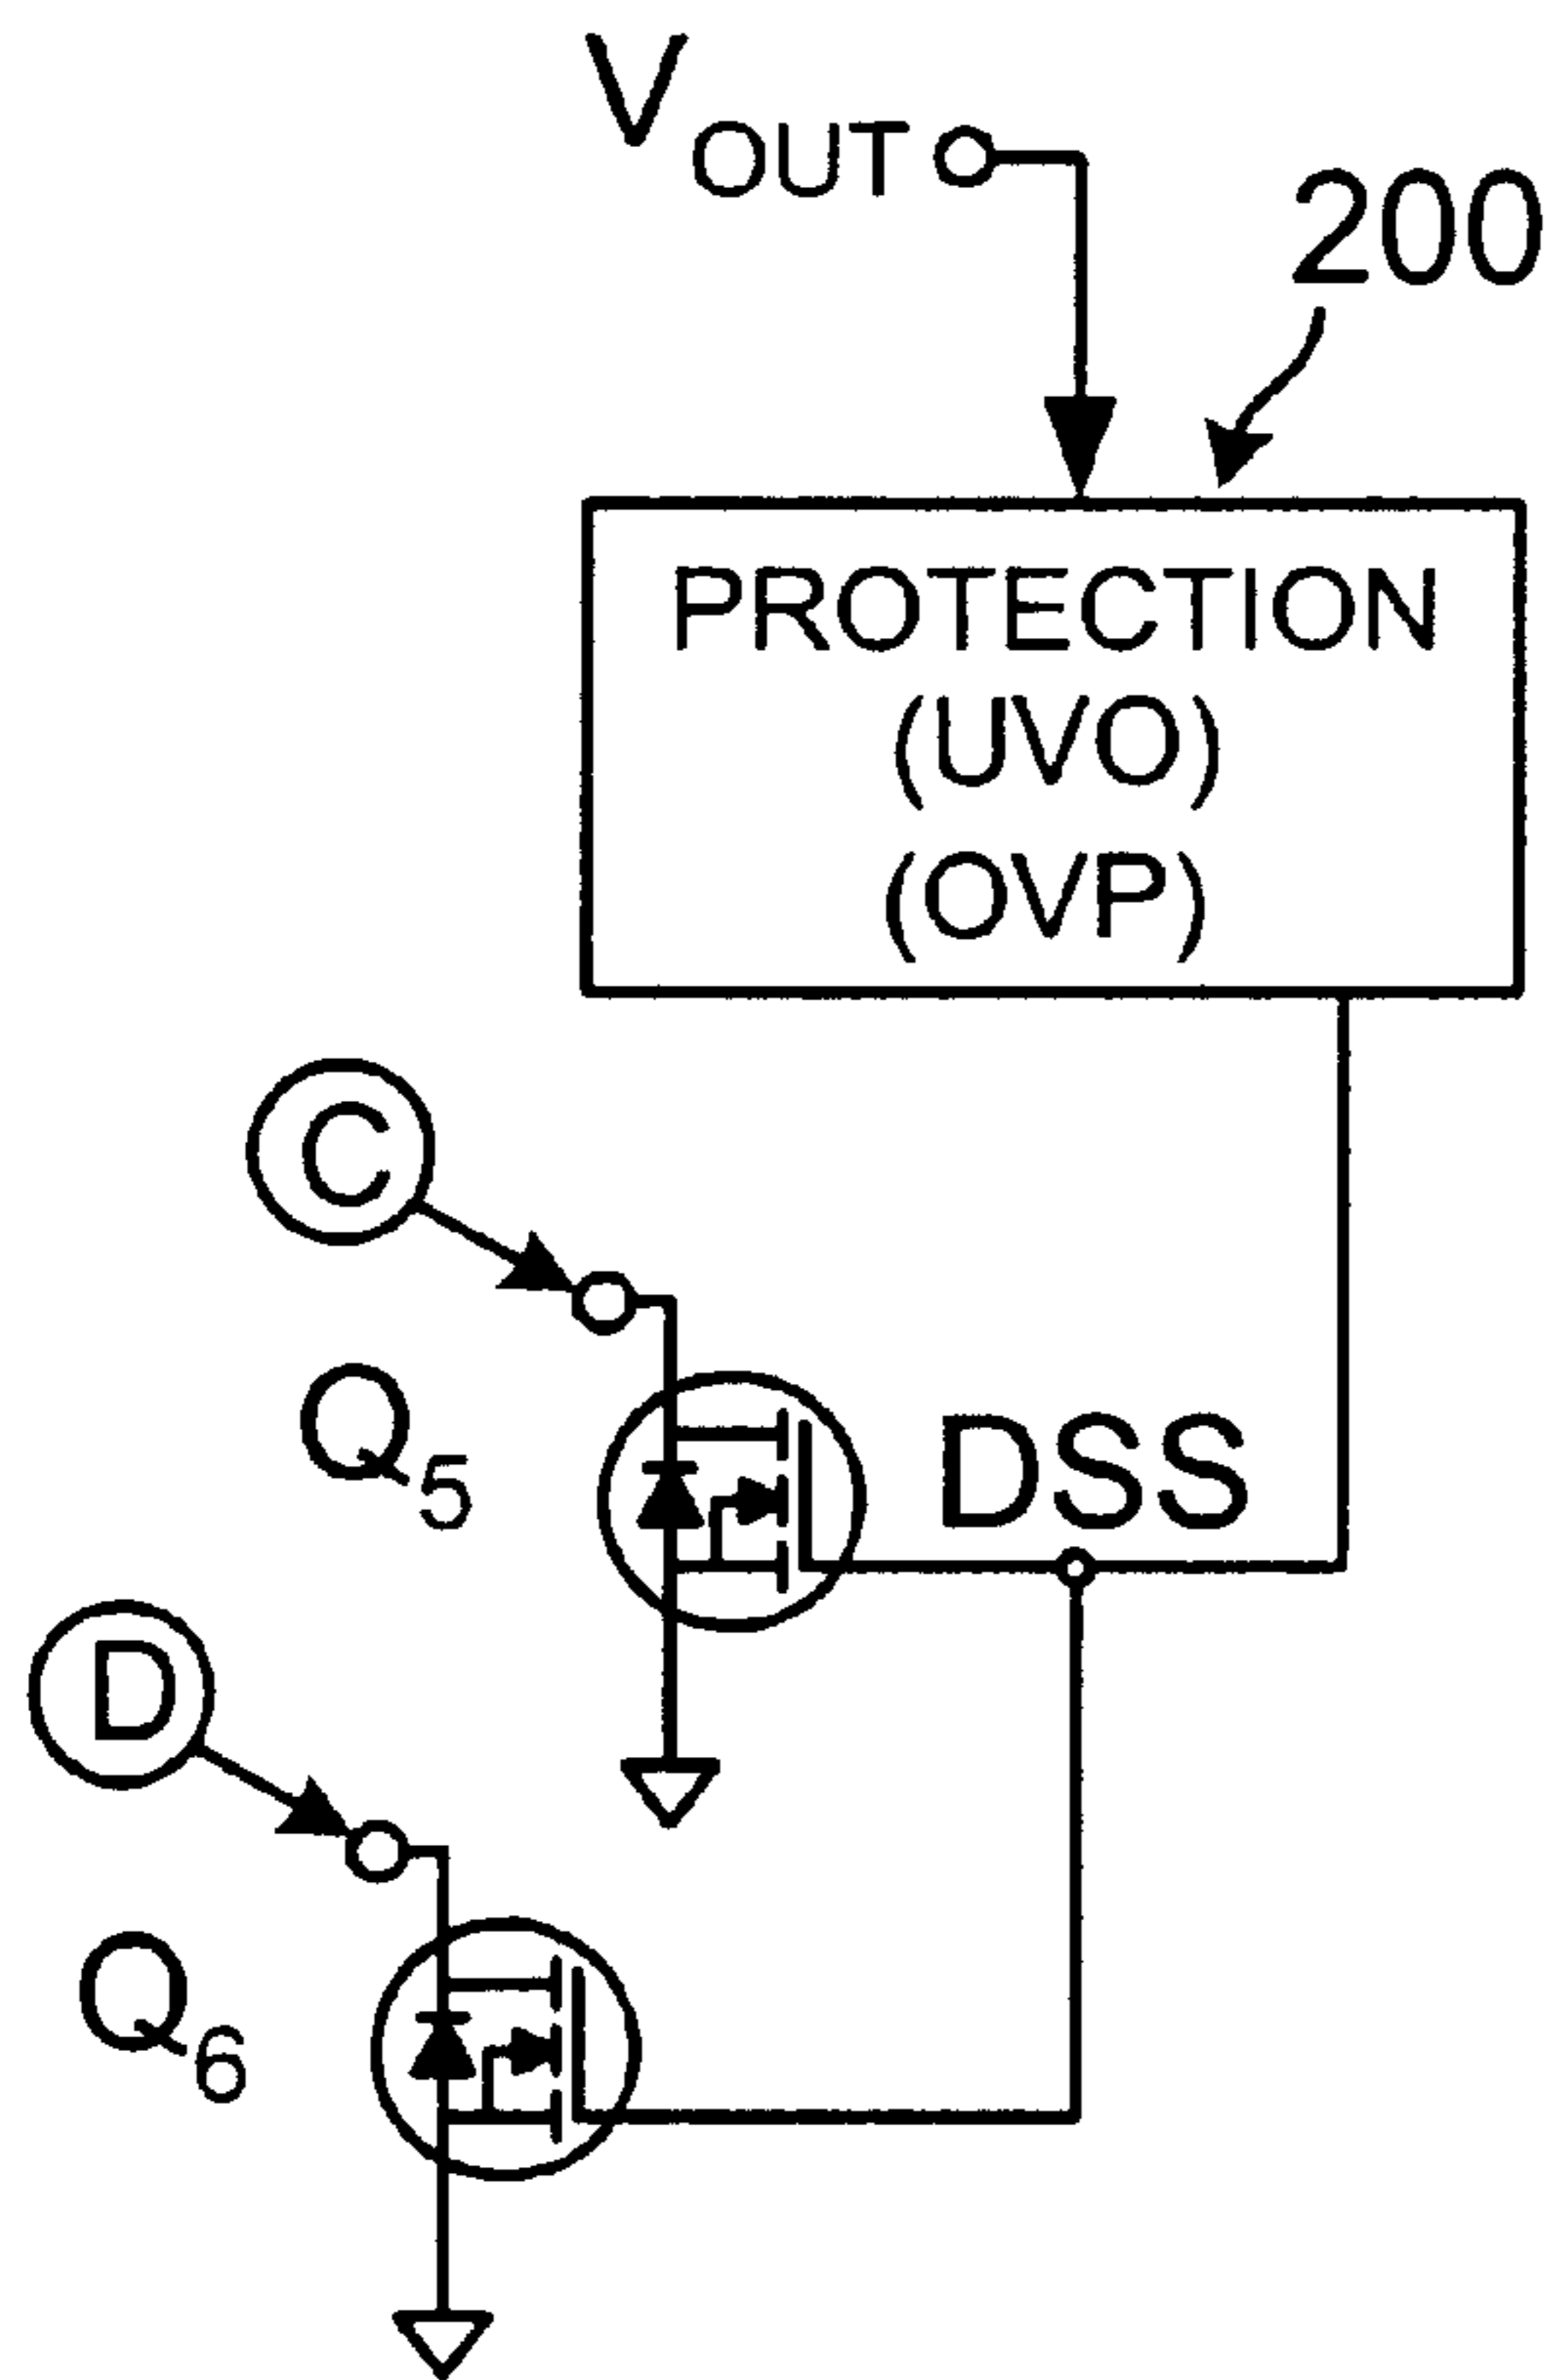 VOUT
200
PROTECTION
(UVO)
(OVP)
C
Q5
DSS
D
Q6